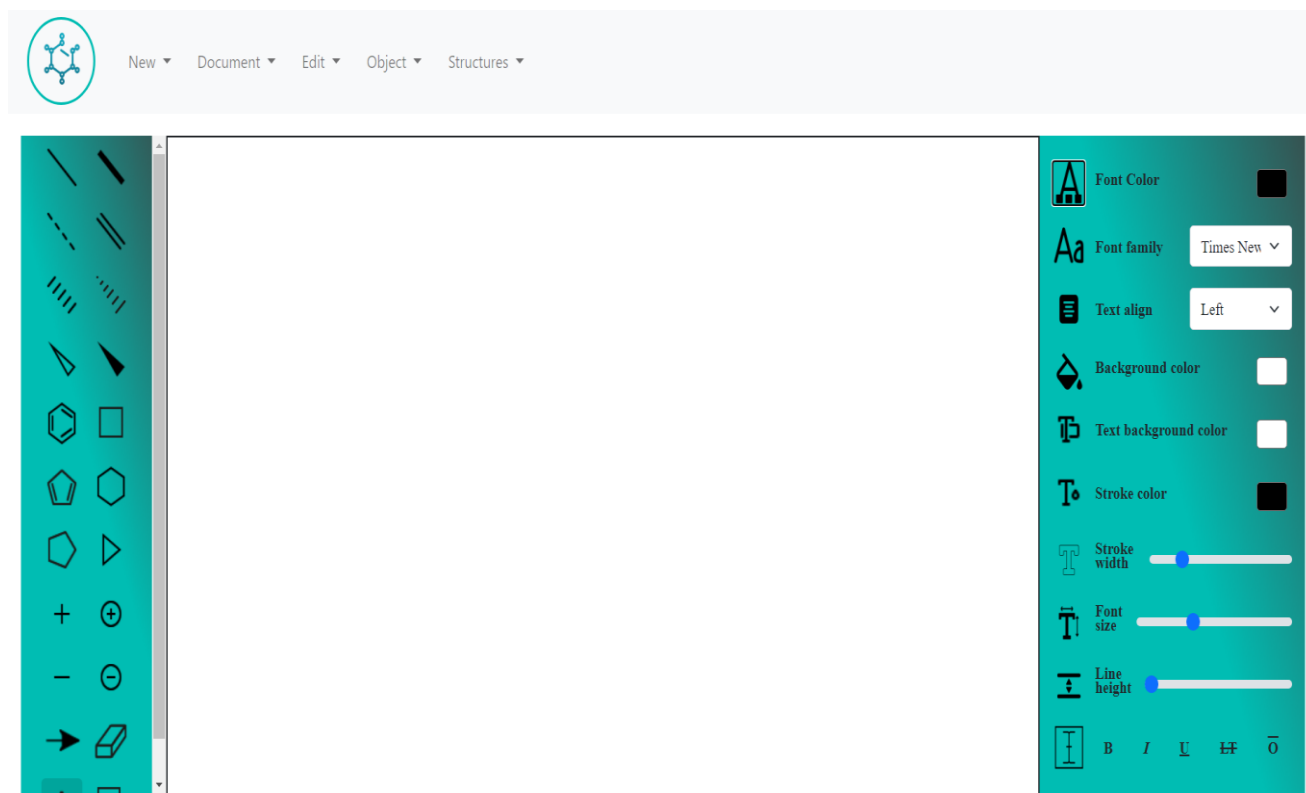 New Document Edit Object Structures
A Font Color
Aa Font family Times New
Text align Left
Background color
Text background color
Stroke color
Stroke
width
Font
size
Line
height
B I U LT O